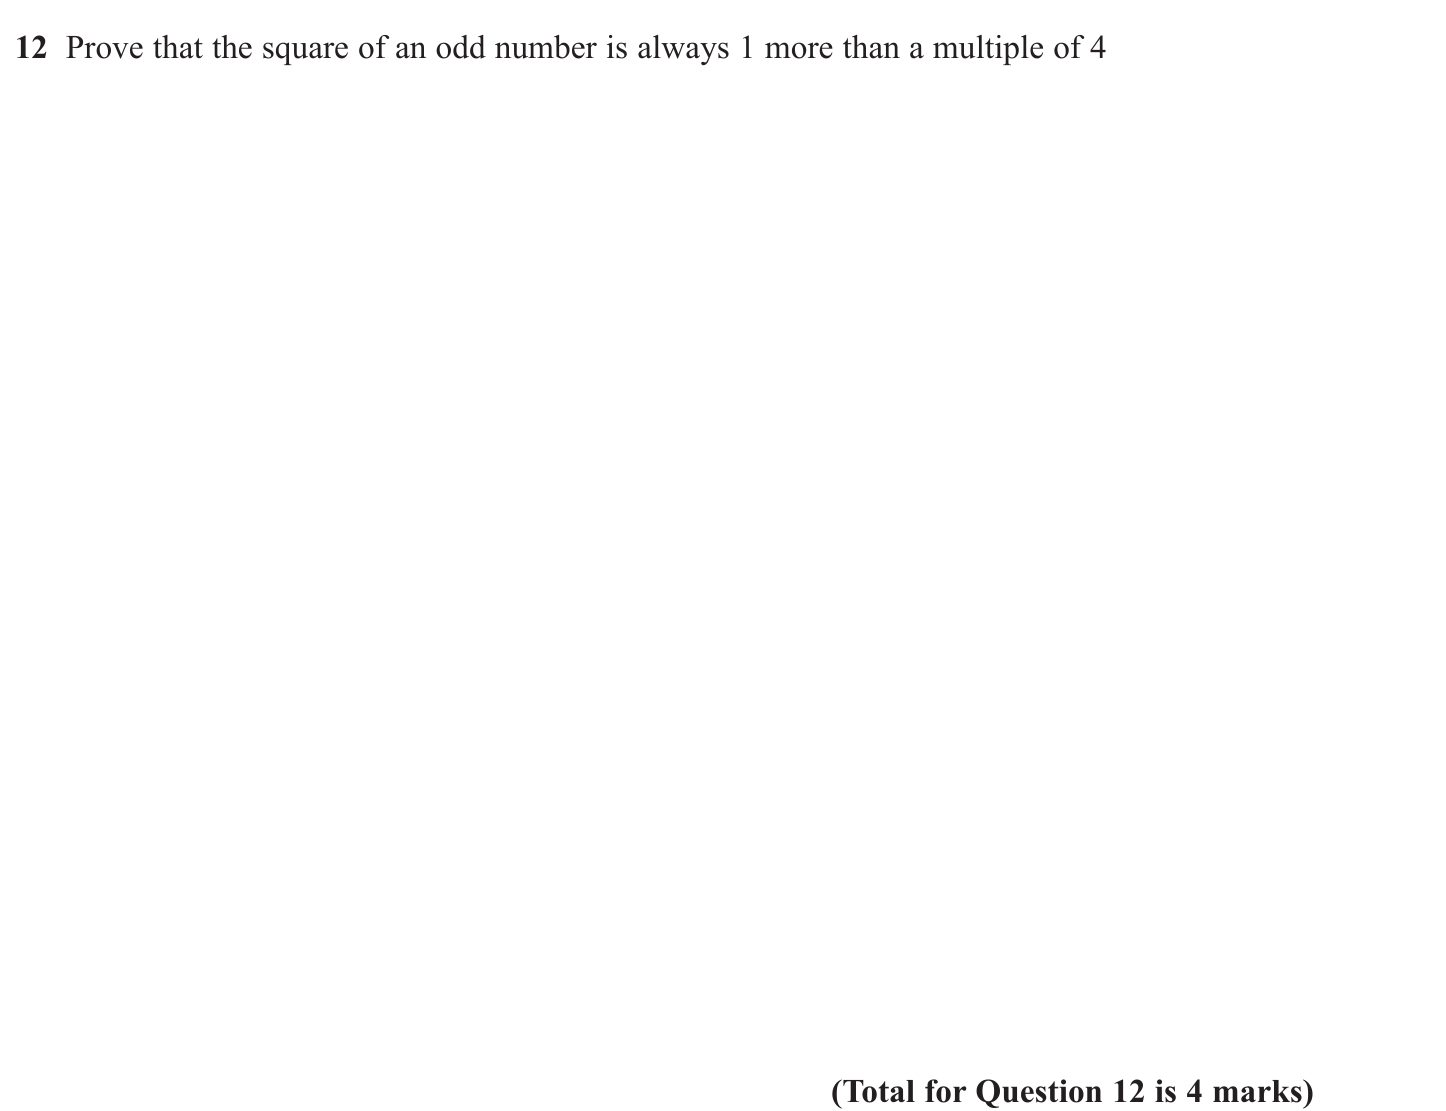 12 Prove that the square of an odd number is always 1 more than a multiple of 4
(Total for Question 12 is 4 marks)